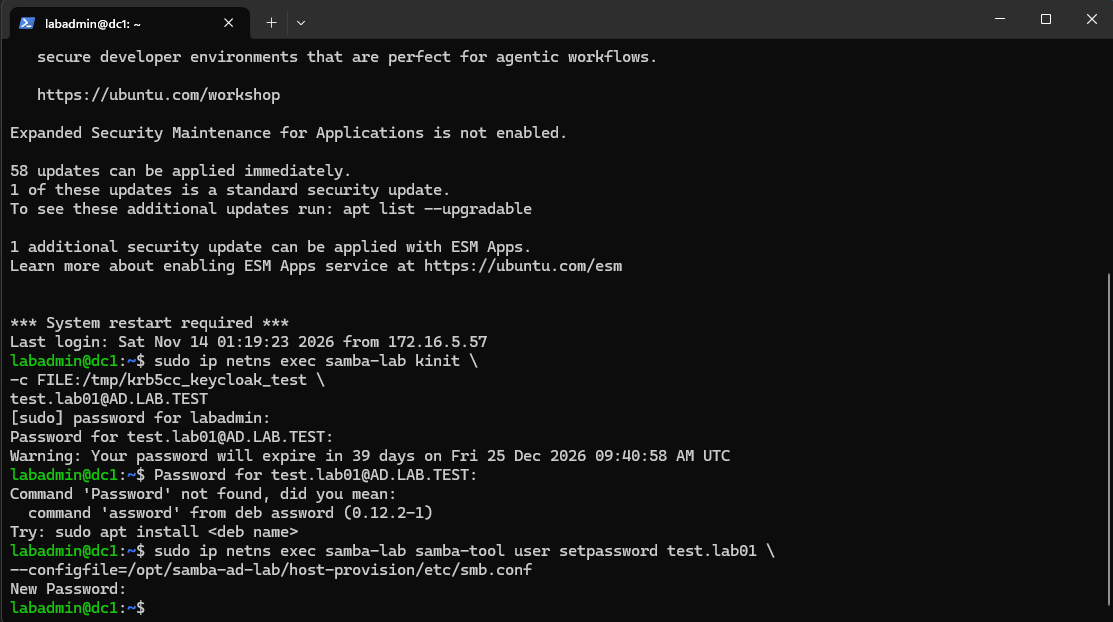 labadmin@dc1: ~
secure developer environments that are perfect for agentic workflows.
https://ubuntu.com/workshop
Expanded Security Maintenance for Applications is not enabled.
58 updates can be applied immediately.
1 of these updates is a standard security update.
To see these additional updates run: apt list --upgradable
1 additional security update can be applied with ESM Apps.
Learn more about enabling ESM Apps service at https://ubuntu.com/esm
*** System restart required ***
Last login: Sat Nov 14 01:19:23 2026 from 172.16.5.57
labadmin@dc1:~$ sudo ip netns exec samba-lab kinit \
-c FILE:/tmp/krb5cc_keycloak_test \
test.lab01@AD.LAB.TEST
[sudo] password for labadmin:
Password for test.lab01@AD.LAB.TEST:
Warning: Your password will expire in 39 days on Fri 25 Dec 2026 09:40:58 AM UTC
labadmin@dc1:~$ Password for test.lab01@AD.LAB.TEST:
Command 'Password' not found, did you mean:
command 'assword' from deb assword (0.12.2-1)
Try: sudo apt install <deb name>
labadmin@dc1:~$ sudo ip netns exec samba-lab samba-tool user setpassword test.lab01 \
--configfile=/opt/samba-ad-lab/host-provision/etc/smb.conf
New Password:
labadmin@dc1:~$